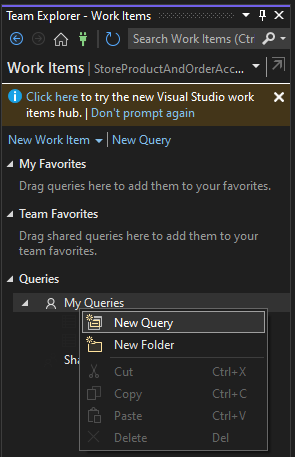 Team Explorer - Work Items
Search Work Items (Ctr
Work Items | StoreProductAndOrderAcc...
Click here to try the new Visual Studio work
items hub. | Don't prompt again
New Work Item | New Query
My Favorites
Drag queries here to add them to your favorites.
Team Favorites
Drag shared queries here to add them to your
team favorites.
Queries
My Queries
New Query
New Folder
Sha
Cut Ctrl+X
Copy Ctrl+C
Paste Ctrl+V
Delete Del